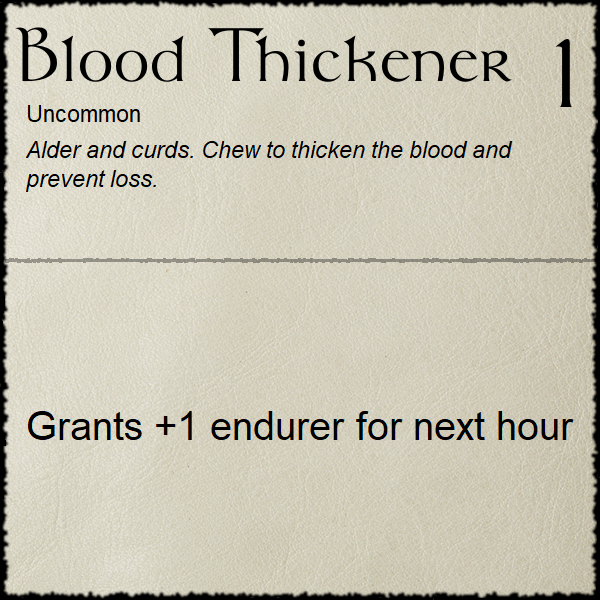 Blood Thickener 1
Uncommon
Alder and curds. Chew to thicken the blood and
prevent loss.
Grants +1 endurer for next hour